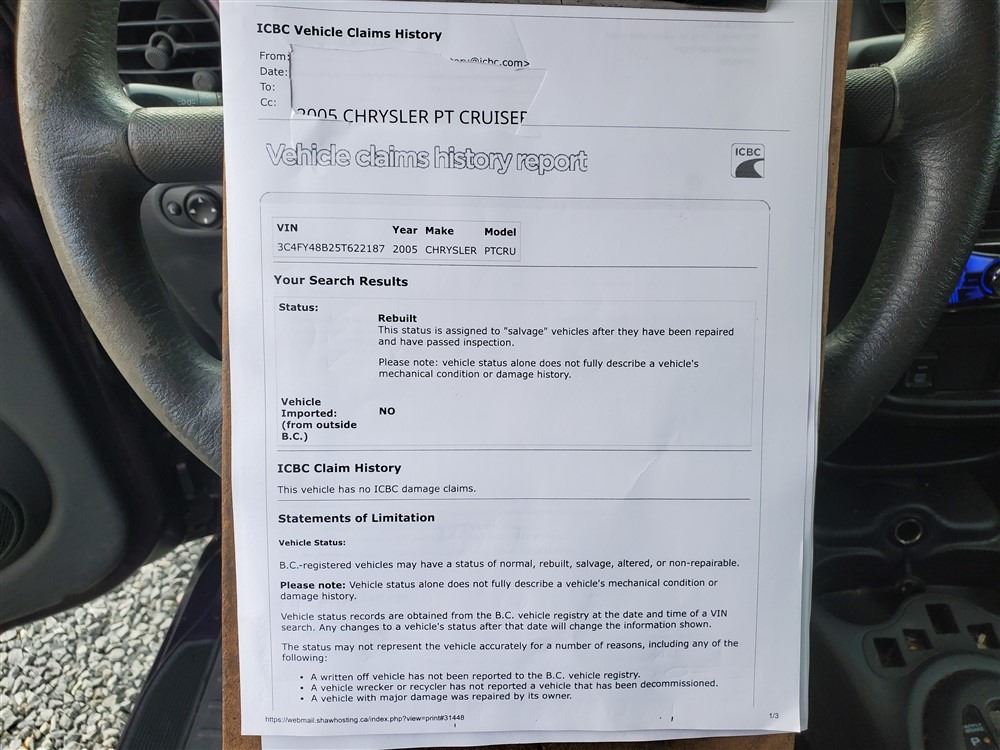 ICBC Vehicle Claims History
From:
Date:
To:
Cc:
2005 CHRYSLER PT CRUISER
Vehicle claims history report
ICBC
VIN Year Make Model
3C4FY48B25T622187 2005 CHRYSLER PTCRU
Your Search Results
Status:
Rebuilt
This status is assigned to "salvage" vehicles after they have been repaired
and have passed inspection.
Please note: vehicle status alone does not fully describe a vehicle's
mechanical condition or damage history.
Vehicle
Imported: NO
(from outside
B.C.)
ICBC Claim History
This vehicle has no ICBC damage claims.
Statements of Limitation
Vehicle Status:
B.C.-registered vehicles may have a status of normal, rebuilt, salvage, altered, or non-repairable.
Please note: Vehicle status alone does not fully describe a vehicle's mechanical condition or
damage history.
Vehicle status records are obtained from the B.C. vehicle registry at the date and time of a VIN
search. Any changes to a vehicle's status after that date will change the information shown.
The status may not represent the vehicle accurately for a number of reasons, including any of the
following:
• A written off vehicle has not been reported to the B.C. vehicle registry.
• A vehicle wrecker or recycler has not reported a vehicle that has been decommissioned.
• A vehicle with major damage was repaired by its owner.
https://webmail.shawhosting.ca/index.php?view=print#31448 1/3
P